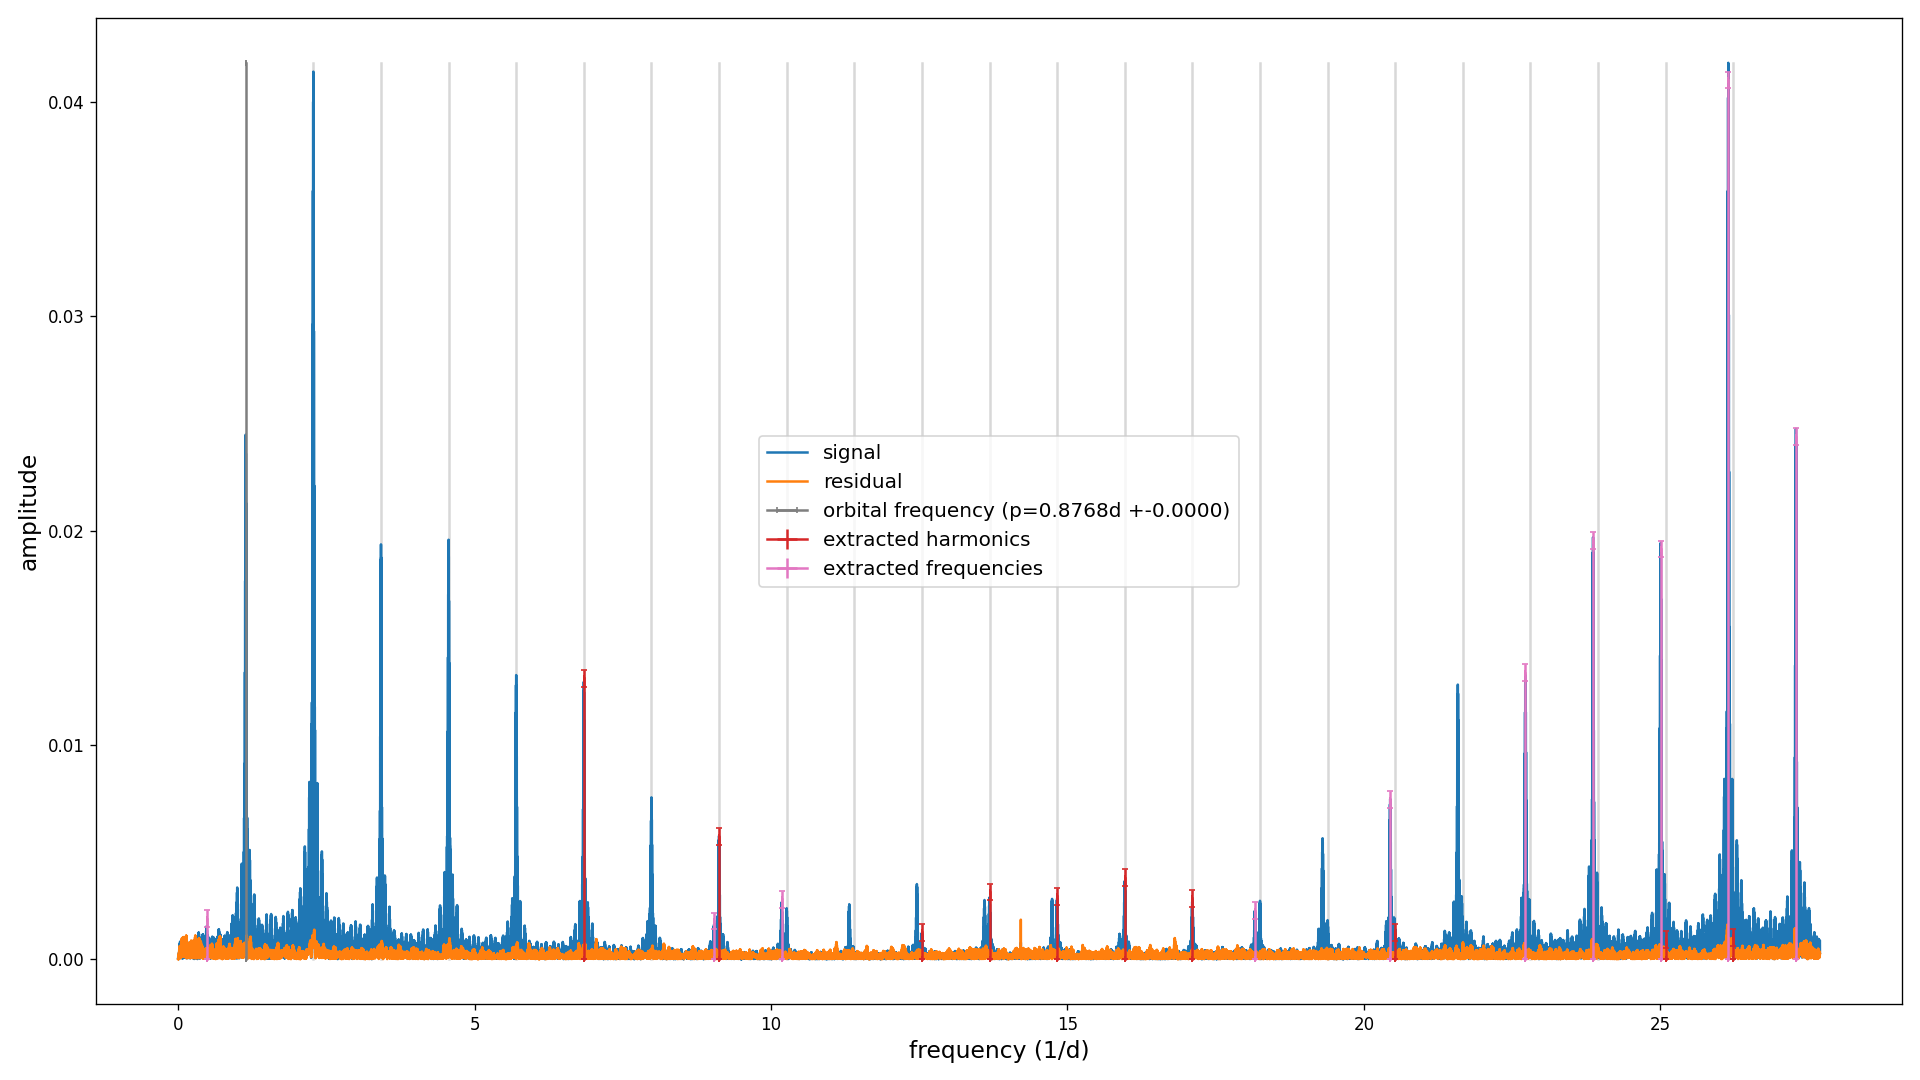 0.04
0.03
0.02
0.01
0.00
amplitude
signal
residual
orbital frequency (p=0.8768d +-0.0000)
extracted harmonics
extracted frequencies
0 5 10 15 20 25
frequency (1/d)